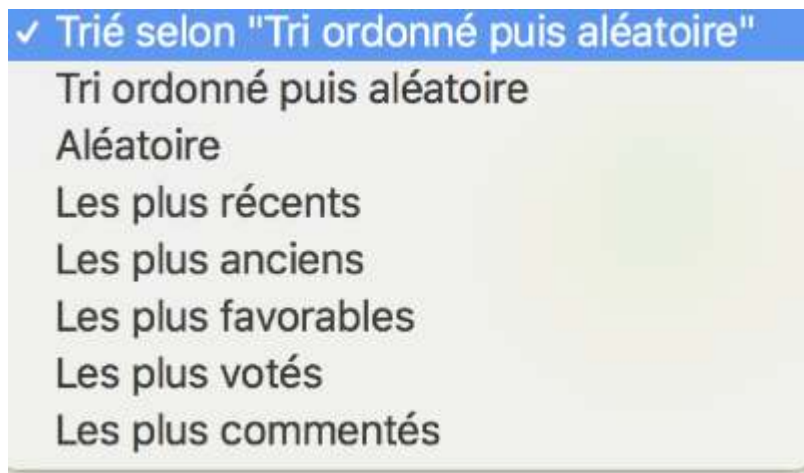 ✓ Trié selon "Tri ordonné puis aléatoire"
Tri ordonné puis aléatoire
Aléatoire
Les plus récents
Les plus anciens
Les plus favorables
Les plus votés
Les plus commentés